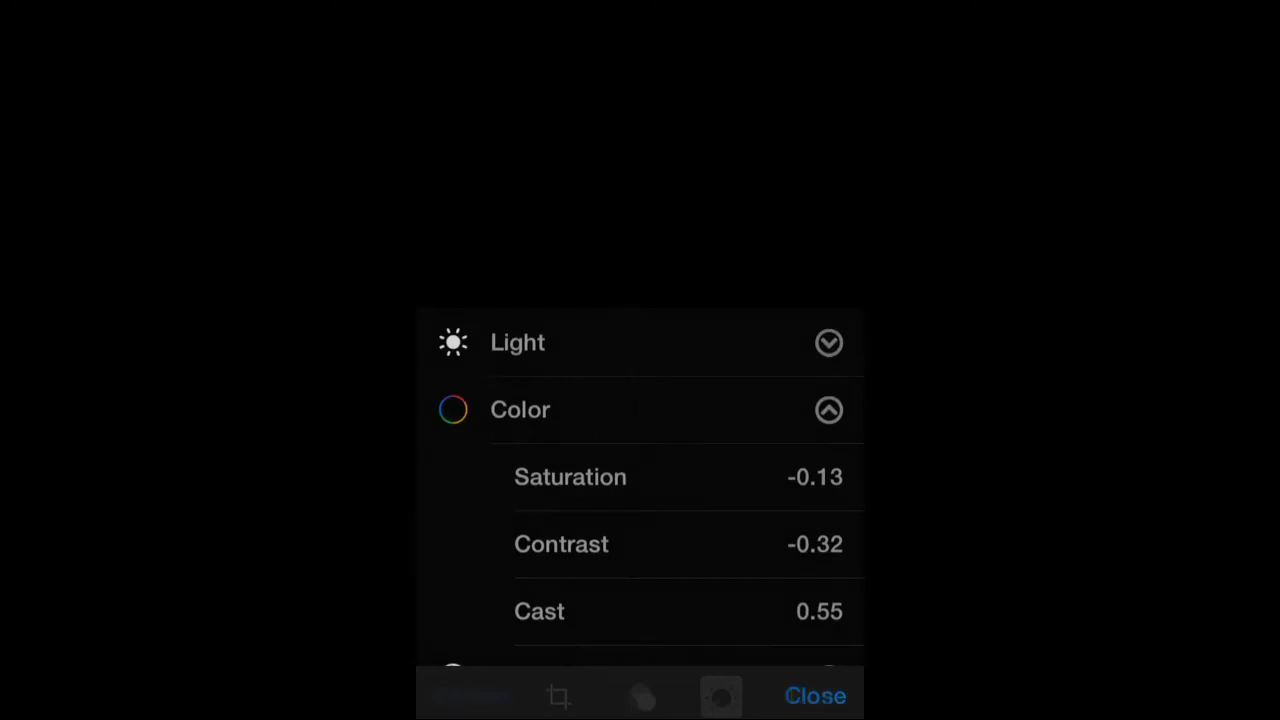 Light
Color
Saturation -0.13
Contrast -0.32
Cast 0.55
Close